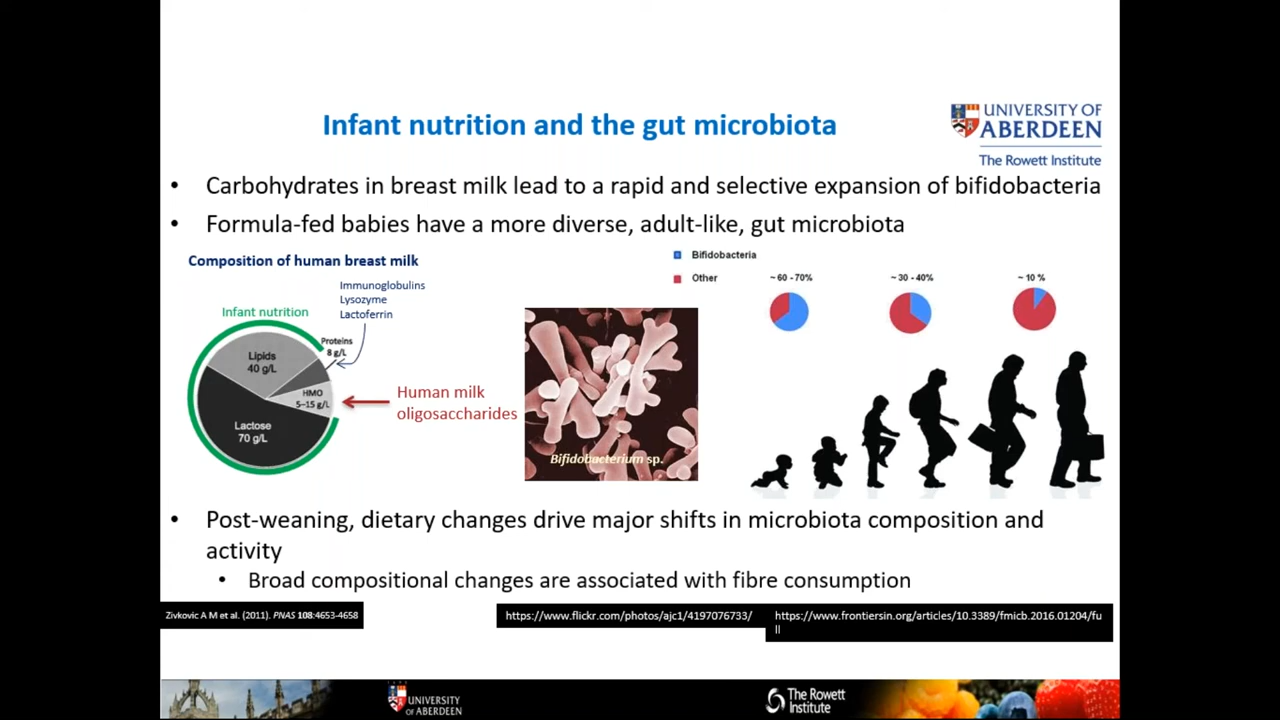 Infant nutrition and the gut microbiota
UNIVERSITY OF
ABERDEEN
The Rowett Institute
• Carbohydrates in breast milk lead to a rapid and selective expansion of bifidobacteria
• Formula-fed babies have a more diverse, adult-like, gut microbiota
Composition of human breast milk
Immunoglobulins
Lysozyme
Lactoferrin
Infant nutrition
Proteins
8 g/L
Lipids
40 g/L
HMO
5–15 g/L
Lactose
70 g/L
Human milk
oligosaccharides
Bifidobacterium sp.
Bifidobacteria
Other
~ 60 - 70%
~ 30 - 40%
~ 10 %
• Post-weaning, dietary changes drive major shifts in microbiota composition and
activity
• Broad compositional changes are associated with fibre consumption
Zivkovic A M et al. (2011). PNAS 108:4653-4658
https://www.flickr.com/photos/ajc1/4197076733/
https://www.frontiersin.org/articles/10.3389/fmicb.2016.01204/fu
ll
UNIVERSITY
OF ABERDEEN
The Rowett
Institute